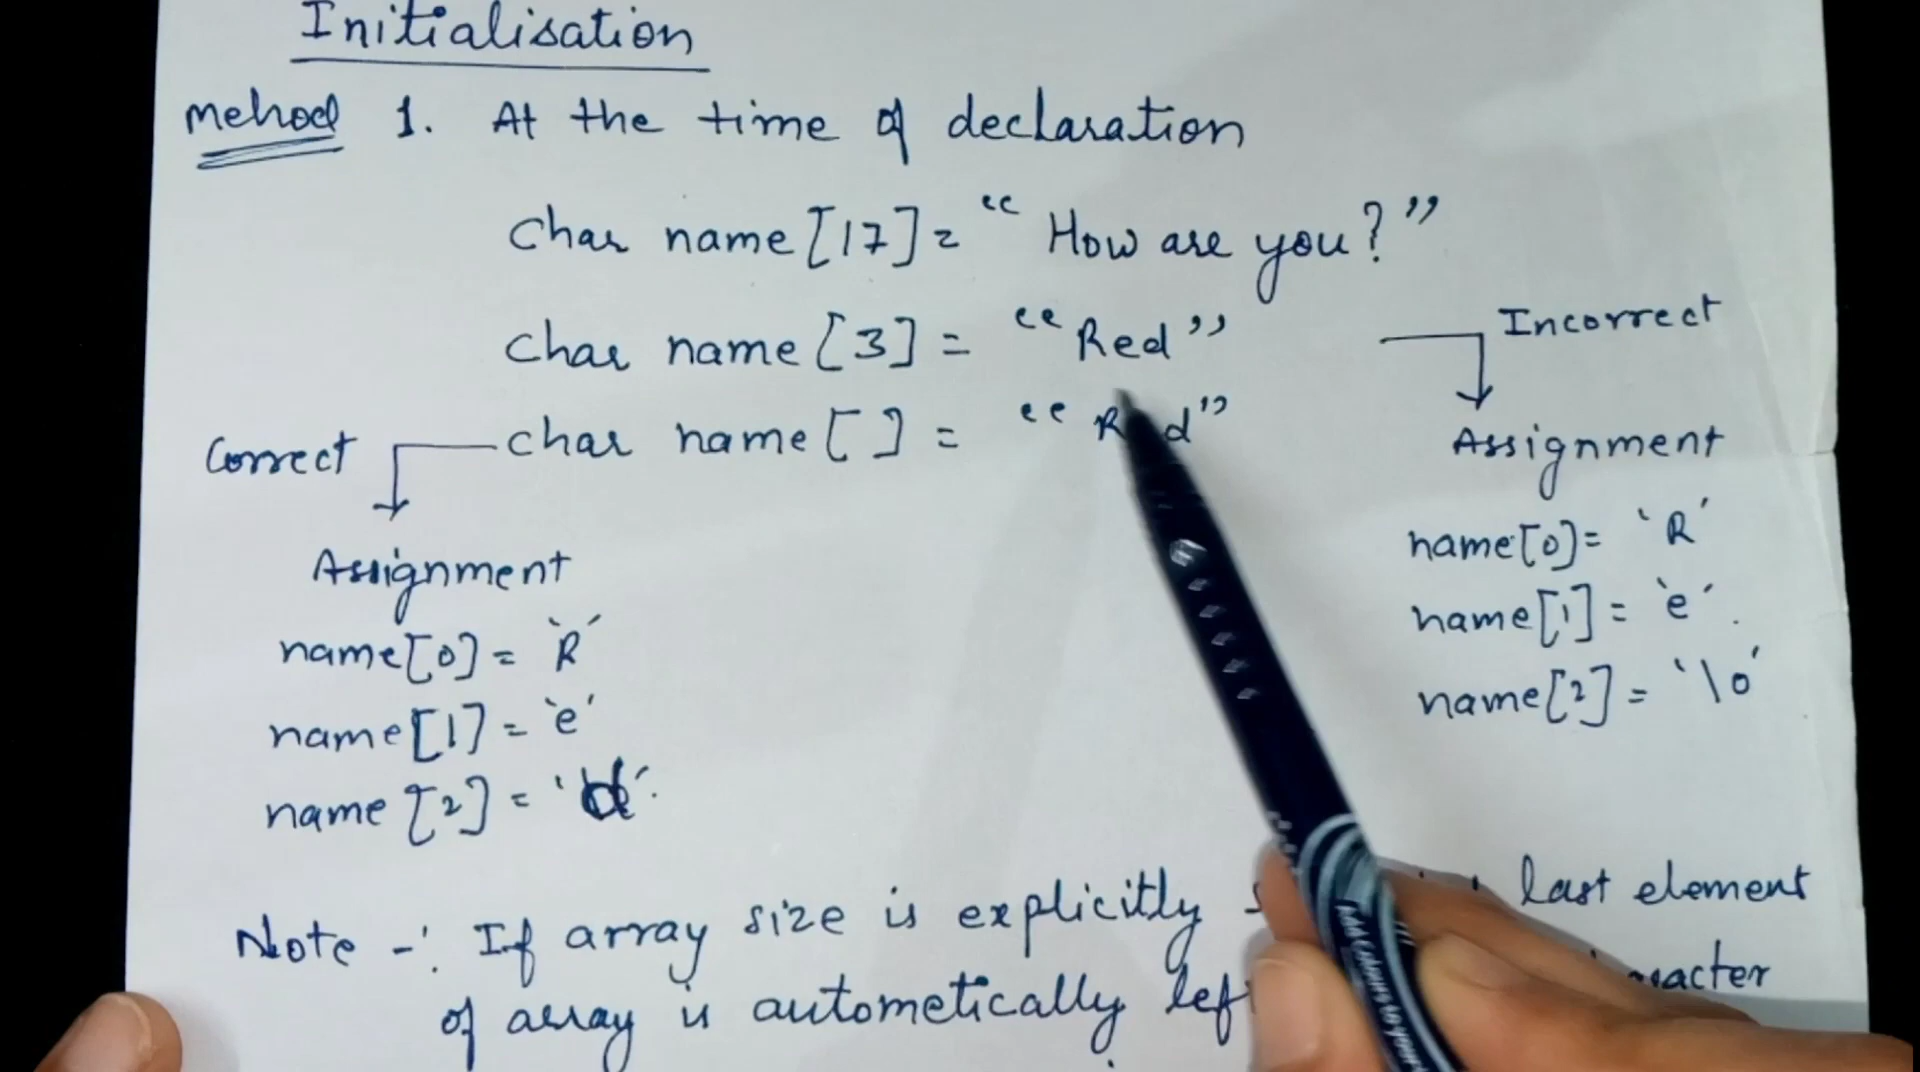 Initialisation
Mehod 1. At the time of declaration
Char name [17] = "How are you?"
Char name [3] = "Red"
Incorrect
Correct
char name [ ] = "Red"
Assignment
name[0] = 'R'
name[1] = 'e'
name[2] = 'd'.
Assignment
name[0] = 'R'
name[1] = 'e'.
name[2] = '\0'
Note -: If array size is explicitly last element
of array is autometically